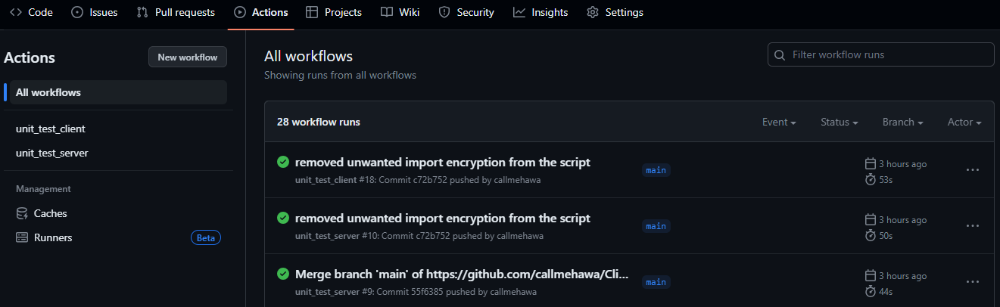 Code Issues Pull requests Actions Projects Wiki Security Insights Settings
Actions
New workflow
All workflows
unit_test_client
unit_test_server
Management
Caches
Runners Beta
All workflows
Showing runs from all workflows
Filter workflow runs
28 workflow runs Event Status Branch Actor
removed unwanted import encryption from the script
unit_test_client #18: Commit c72b752 pushed by callmehawa
main
3 hours ago
53s
removed unwanted import encryption from the script
unit_test_server #10: Commit c72b752 pushed by callmehawa
main
3 hours ago
50s
Merge branch 'main' of https://github.com/callmehawa/Cli...
unit_test_server #9: Commit 55f6385 pushed by callmehawa
main
3 hours ago
44s